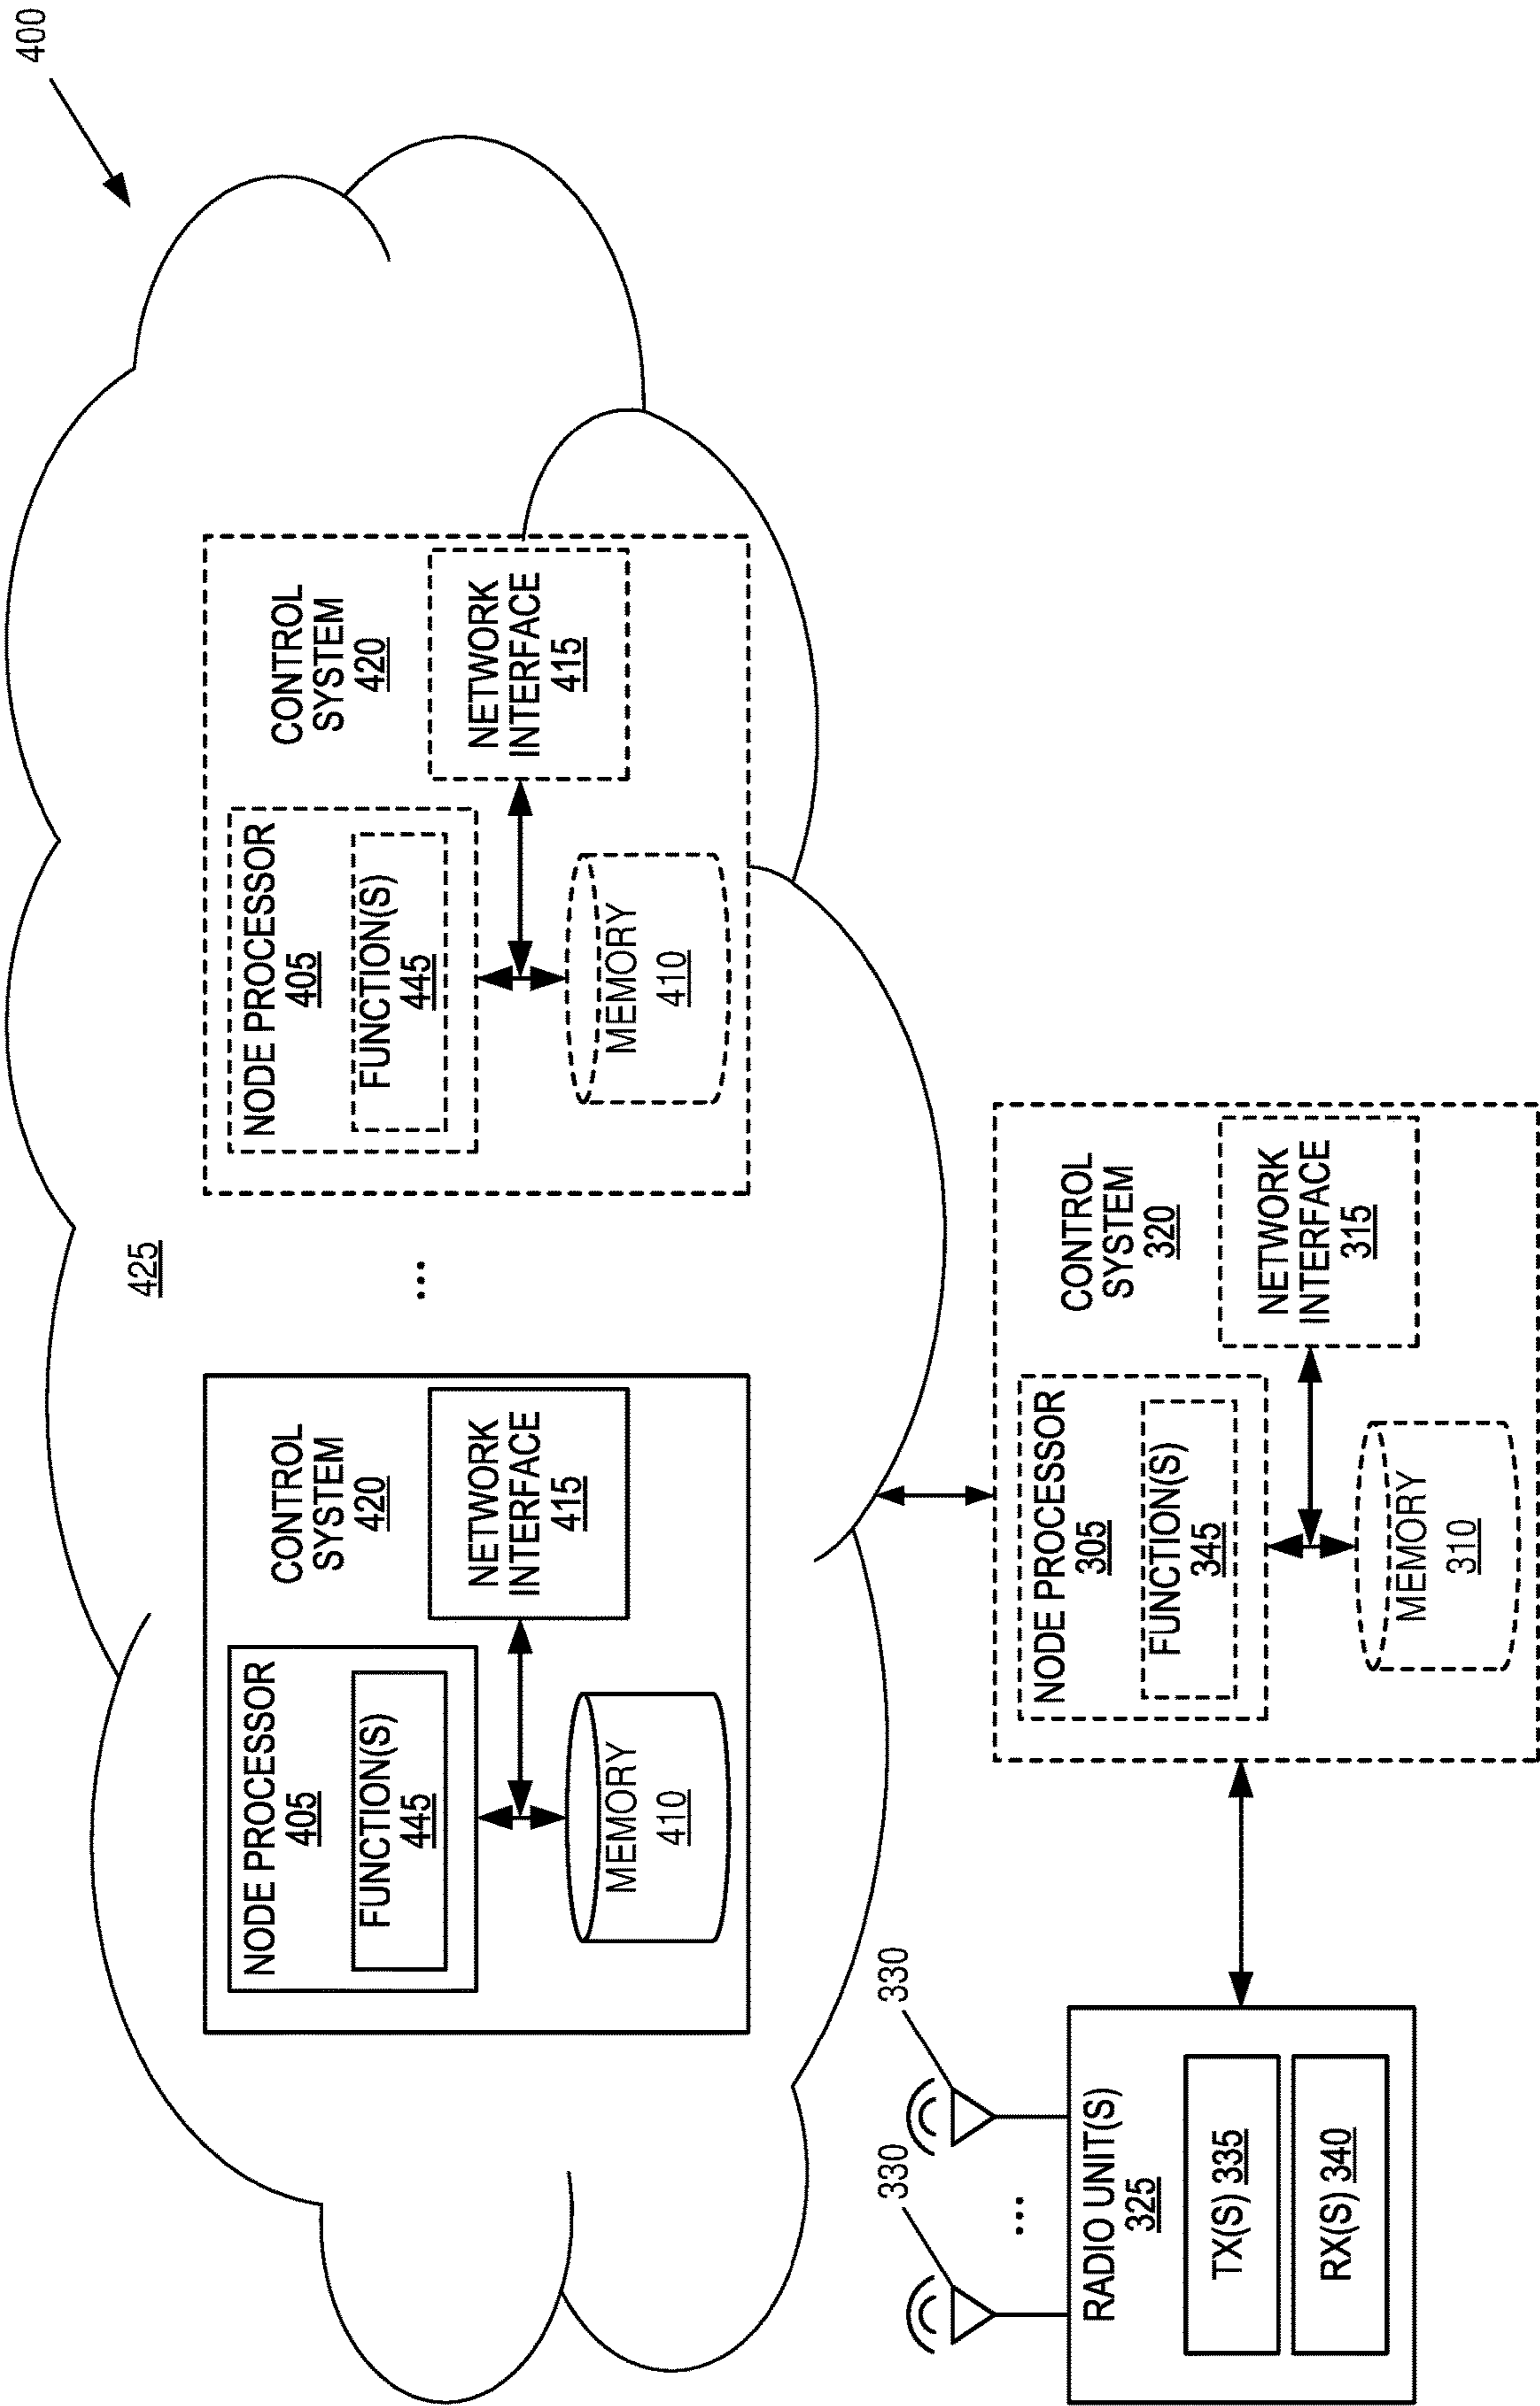 400
425
NODE PROCESSOR
405
FUNCTION(S)
445
CONTROL
SYSTEM
420
NETWORK
INTERFACE
415
MEMORY
410
...
NODE PROCESSOR
405
FUNCTION(S)
445
CONTROL
SYSTEM
420
NETWORK
INTERFACE
415
MEMORY
410
330
330
...
RADIO UNIT(S)
325
TX(S) 335
RX(S) 340
NODE PROCESSOR
305
FUNCTION(S)
345
CONTROL
SYSTEM
320
NETWORK
INTERFACE
315
MEMORY
310